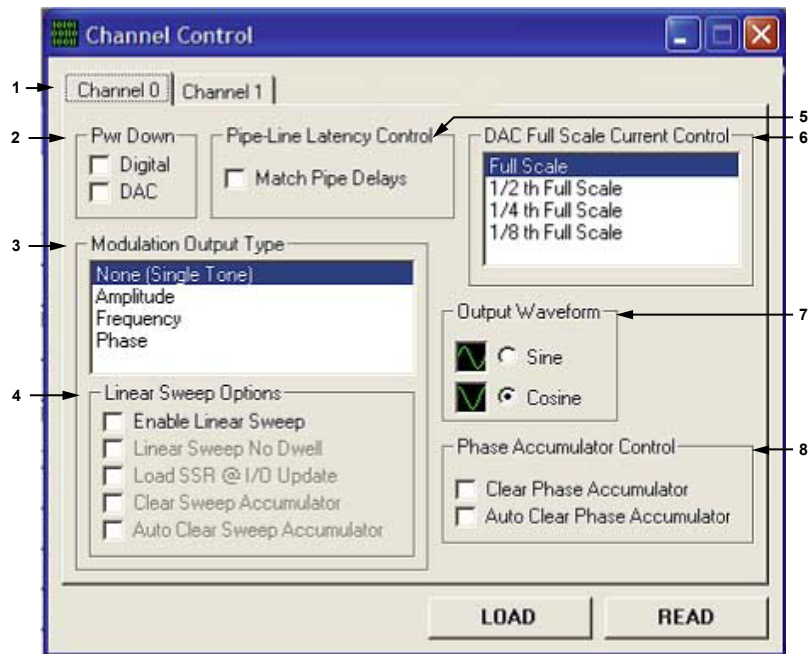 Channel Control
1
Channel 0
Channel 1
2
Pwr Down
Digital
DAC
Pipe-Line Latency Control
5
Match Pipe Delays
DAC Full Scale Current Control
6
Full Scale
1/2 th Full Scale
1/4 th Full Scale
1/8 th Full Scale
3
Modulation Output Type
None (Single Tone)
Amplitude
Frequency
Phase
Output Waveform
7
Sine
Cosine
4
Linear Sweep Options
Enable Linear Sweep
Linear Sweep No Dwell
Load SSR @ I/O Update
Clear Sweep Accumulator
Auto Clear Sweep Accumulator
Phase Accumulator Control
8
Clear Phase Accumulator
Auto Clear Phase Accumulator
LOAD
READ